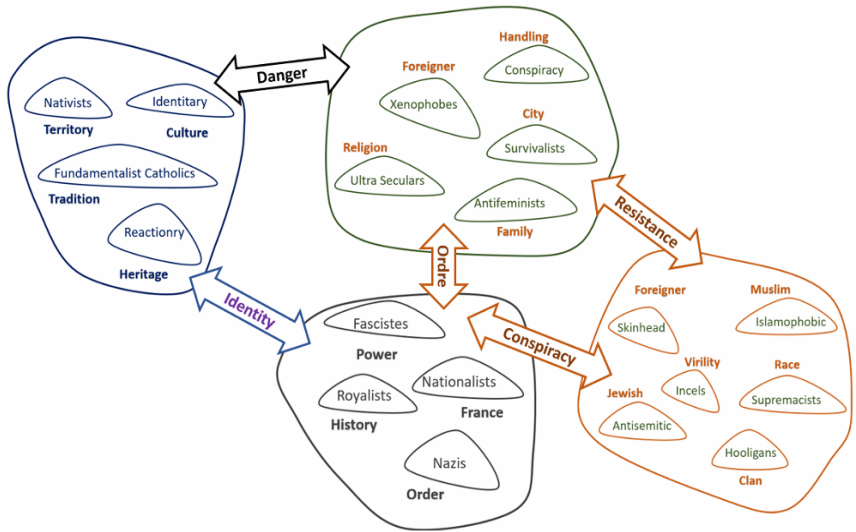 Danger
Nativists
Territory
Identitary
Culture
Fundamentalist Catholics
Tradition
Reactionry
Heritage
Handling
Conspiracy
Foreigner
Xenophobes
City
Survivalists
Religion
Ultra Seculars
Antifeminists
Family
Resistance
Ordre
Identity
Conspiracy
Fascistes
Power
Nationalists
France
Royalists
History
Nazis
Order
Foreigner
Skinhead
Muslim
Islamophobic
Virility
Incels
Race
Supremacists
Jewish
Antisemitic
Hooligans
Clan